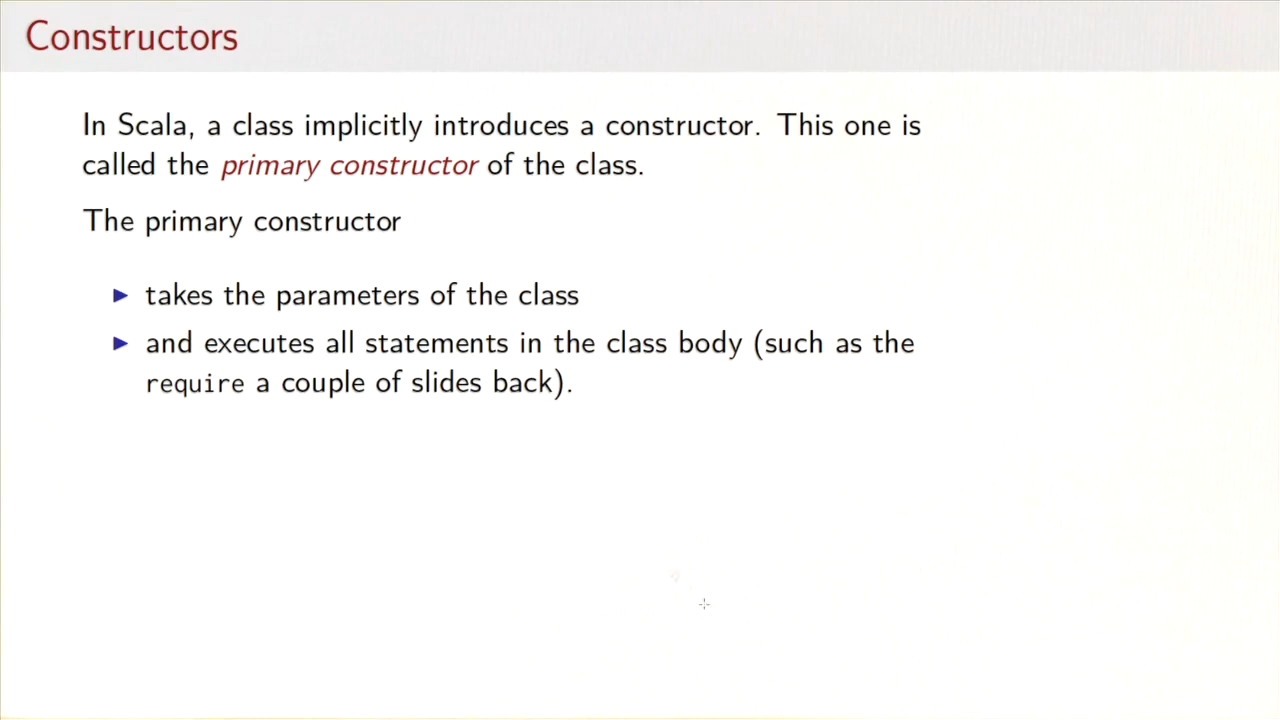 Constructors
In Scala, a class implicitly introduces a constructor. This one is
called the primary constructor of the class.
The primary constructor
▶ takes the parameters of the class
▶ and executes all statements in the class body (such as the
require a couple of slides back).